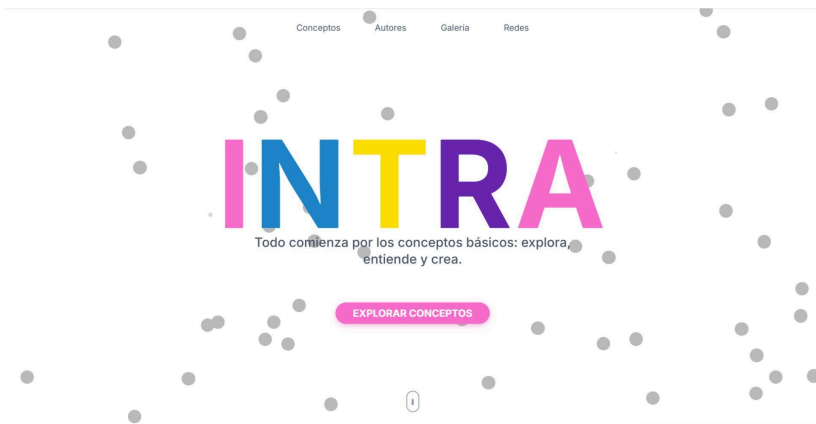 Conceptos Autores Galería Redes
INTRA
Todo comienza por los conceptos básicos: explora,
entiende y crea.
EXPLORAR CONCEPTOS